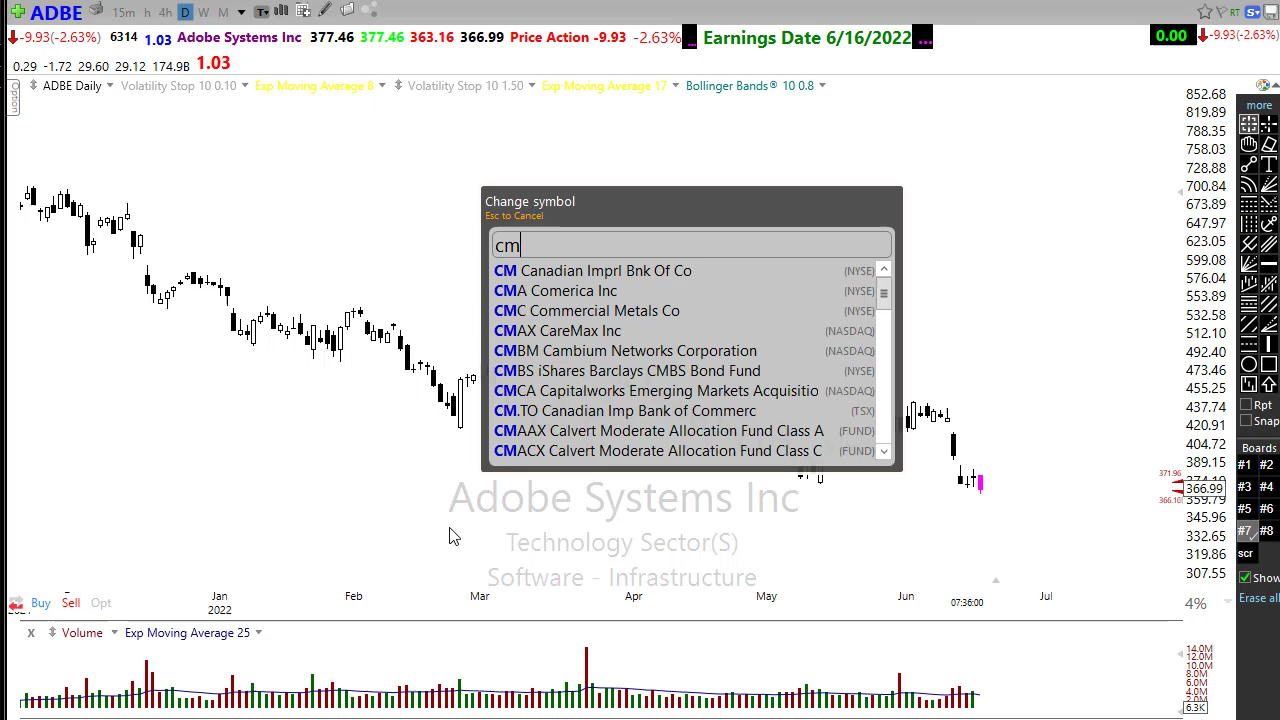 ADBE 15m h 4h D W M T RT S
-9.93(-2.63%) 6314 1.03 Adobe Systems Inc 377.46 377.46 363.16 366.99 Price Action -9.93 -2.63% ... Earnings Date 6/16/2022 ... 0.00 -9.93(-2.63%)
0.29 -1.72 29.60 29.12 174.9B 1.03
Option
ADBE Daily Volatility Stop 10 0.10 Exp Moving Average 8 Volatility Stop 10 1.50 Exp Moving Average 17 Bollinger Bands® 10 0.8
Change symbol
Esc to Cancel
cm
CM Canadian Imprl Bnk Of Co (NYSE)
CMA Comerica Inc (NYSE)
CMC Commercial Metals Co (NYSE)
CMAX CareMax Inc (NASDAQ)
CMBM Cambium Networks Corporation (NASDAQ)
CMBS iShares Barclays CMBS Bond Fund (NYSE)
CMCA Capitalworks Emerging Markets Acquisitio (NASDAQ)
CM.TO Canadian Imp Bank of Commerc (TSX)
CMAAX Calvert Moderate Allocation Fund Class A (FUND)
CMACX Calvert Moderate Allocation Fund Class C (FUND)
Adobe Systems Inc
Technology Sector(S)
Software - Infrastructure
852.68
819.89
788.35
758.03
728.88
700.84
673.89
647.97
623.05
599.08
576.04
553.89
532.58
512.10
492.40
473.46
455.25
437.74
420.91
404.72
389.15
371.96
366.99
366.10
359.79
345.96
332.65
319.86
307.55
more
Rpt
Snap
Boards
#1 #2
#3 #4
#5 #6
#7 #8
scr
Show
Erase all
Buy Sell Opt
Jan Feb Mar Apr May Jun Jul
2022
07:36:00
4%
X Volume Exp Moving Average 25
14.0M
12.0M
10.0M
8.0M
6.0M
4.0M
6.3K